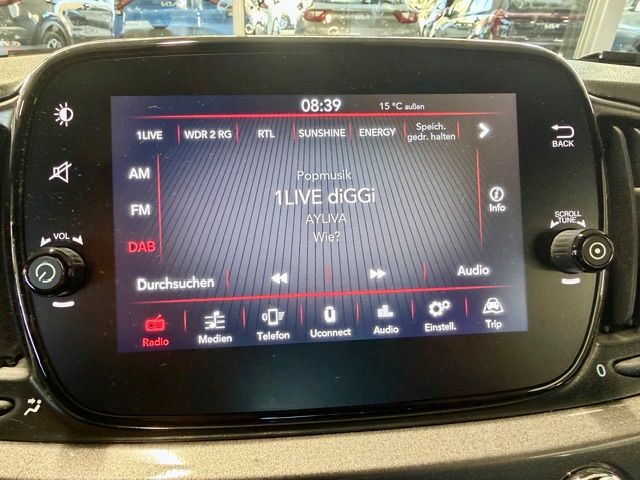 08:39 15 °C außen
1LIVE WDR 2 RG RTL SUNSHINE ENERGY Speich.
gedr. halten
BACK
AM
FM
DAB
Popmusik
1LIVE diGGi
AYLIVA
Wie?
Info
VOL
SCROLL
TUNE
Durchsuchen Audio
Radio Medien Telefon Uconnect Audio Einstell. Trip
0